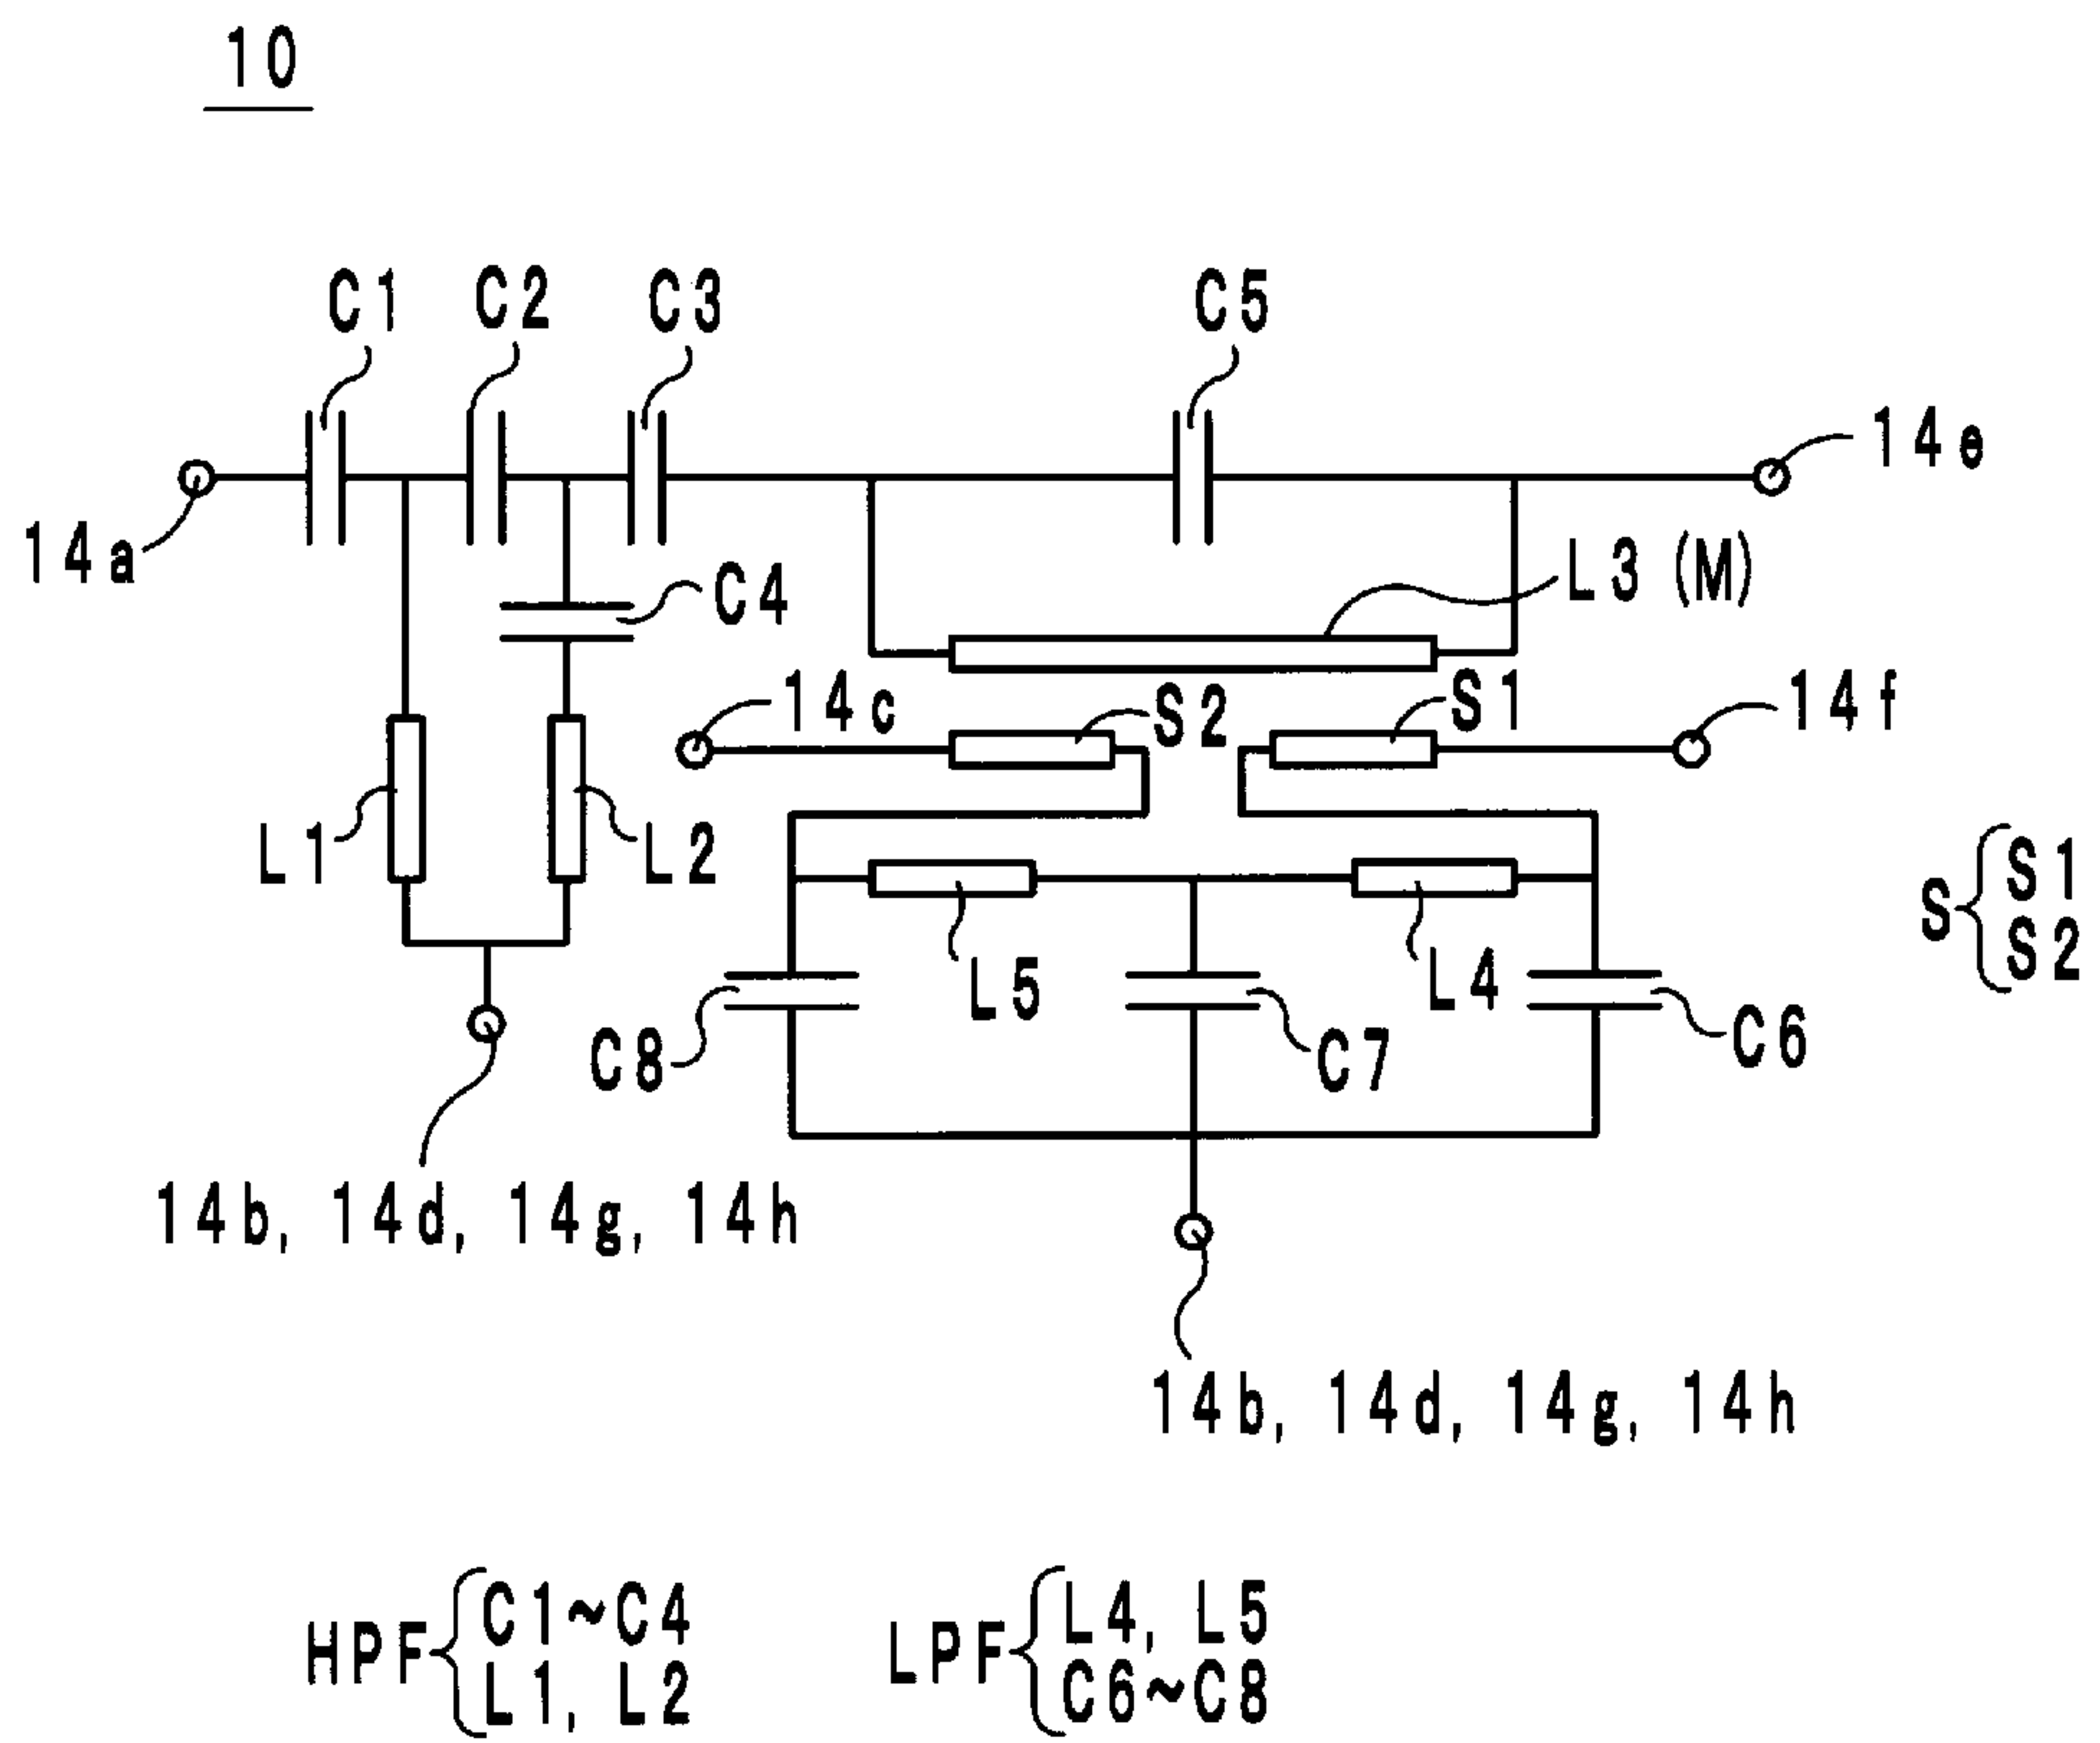 10
C1
C2
C3
C5
14e
14a
C4
L3 (M)
14c
S2
S1
14f
L1
L2
S { S1
S2
L5
L4
C8
C7
C6
14b, 14d, 14g, 14h
14b, 14d, 14g, 14h
HPF { C1~C4
L1, L2
LPF { L4, L5
C6~C8